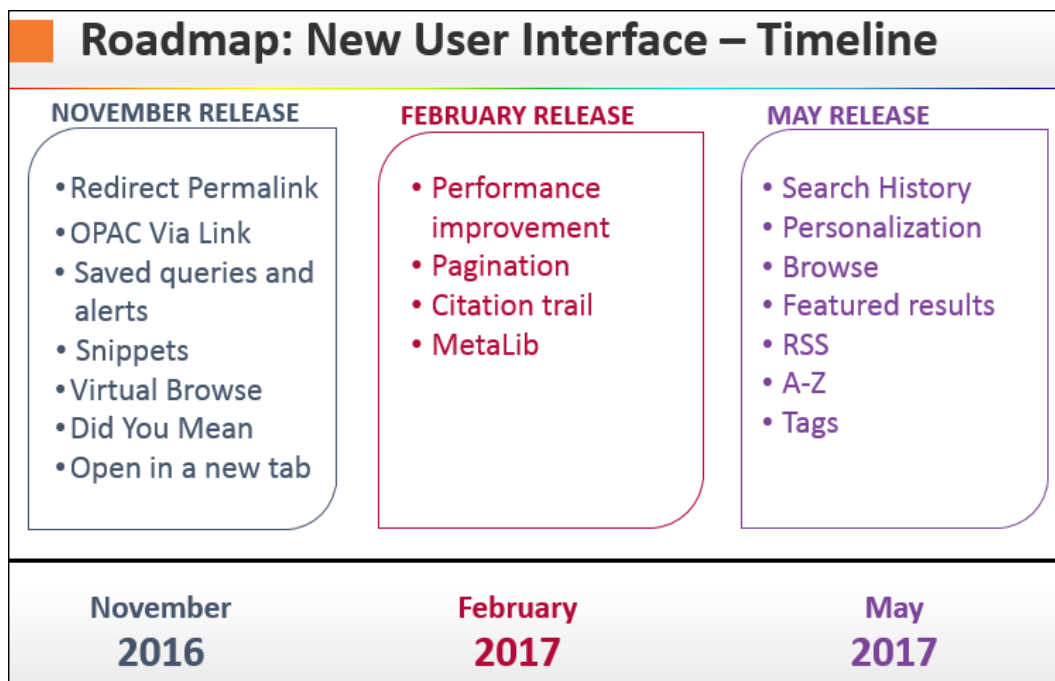 Roadmap: New User Interface – Timeline
NOVEMBER RELEASE
• Redirect Permalink
• OPAC Via Link
• Saved queries and
alerts
• Snippets
• Virtual Browse
• Did You Mean
• Open in a new tab
FEBRUARY RELEASE
• Performance
improvement
• Pagination
• Citation trail
• MetaLib
MAY RELEASE
• Search History
• Personalization
• Browse
• Featured results
• RSS
• A-Z
• Tags
November
2016
February
2017
May
2017